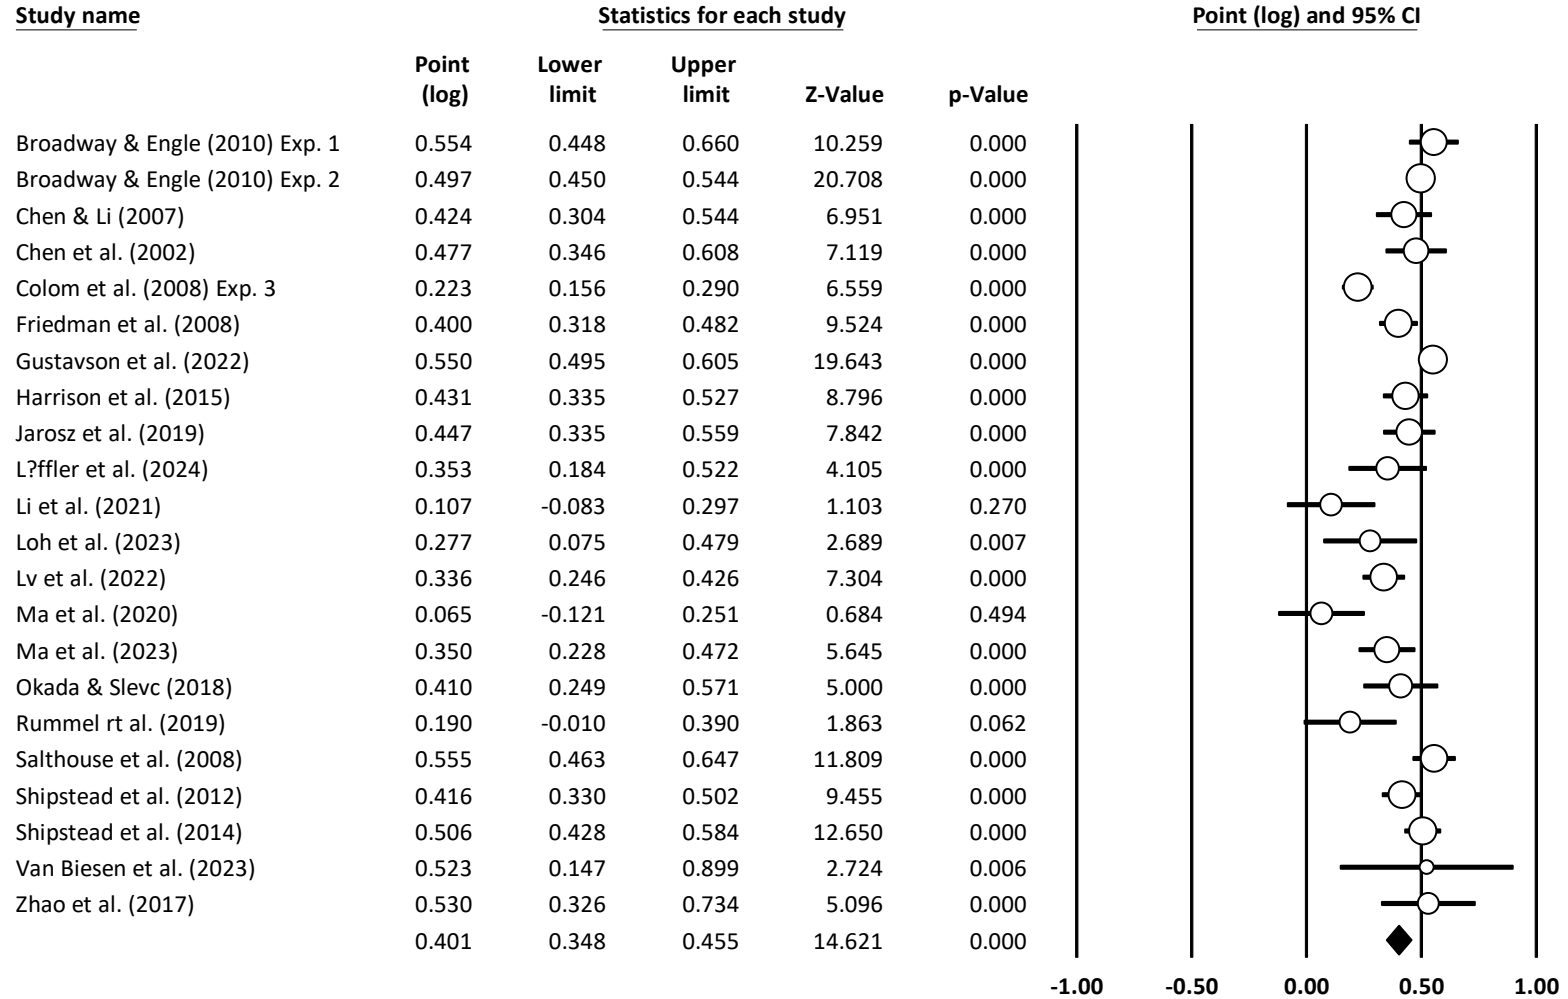 Study name Statistics for each study Point (log) and 95% CI
Point Lower Upper
(log) limit limit Z-Value p-Value
Broadway & Engle (2010) Exp. 1 0.554 0.448 0.660 10.259 0.000
Broadway & Engle (2010) Exp. 2 0.497 0.450 0.544 20.708 0.000
Chen & Li (2007) 0.424 0.304 0.544 6.951 0.000
Chen et al. (2002) 0.477 0.346 0.608 7.119 0.000
Colom et al. (2008) Exp. 3 0.223 0.156 0.290 6.559 0.000
Friedman et al. (2008) 0.400 0.318 0.482 9.524 0.000
Gustavson et al. (2022) 0.550 0.495 0.605 19.643 0.000
Harrison et al. (2015) 0.431 0.335 0.527 8.796 0.000
Jarosz et al. (2019) 0.447 0.335 0.559 7.842 0.000
L?ffler et al. (2024) 0.353 0.184 0.522 4.105 0.000
Li et al. (2021) 0.107 -0.083 0.297 1.103 0.270
Loh et al. (2023) 0.277 0.075 0.479 2.689 0.007
Lv et al. (2022) 0.336 0.246 0.426 7.304 0.000
Ma et al. (2020) 0.065 -0.121 0.251 0.684 0.494
Ma et al. (2023) 0.350 0.228 0.472 5.645 0.000
Okada & Slevc (2018) 0.410 0.249 0.571 5.000 0.000
Rummel rt al. (2019) 0.190 -0.010 0.390 1.863 0.062
Salthouse et al. (2008) 0.555 0.463 0.647 11.809 0.000
Shipstead et al. (2012) 0.416 0.330 0.502 9.455 0.000
Shipstead et al. (2014) 0.506 0.428 0.584 12.650 0.000
Van Biesen et al. (2023) 0.523 0.147 0.899 2.724 0.006
Zhao et al. (2017) 0.530 0.326 0.734 5.096 0.000
0.401 0.348 0.455 14.621 0.000
-1.00 -0.50 0.00 0.50 1.00